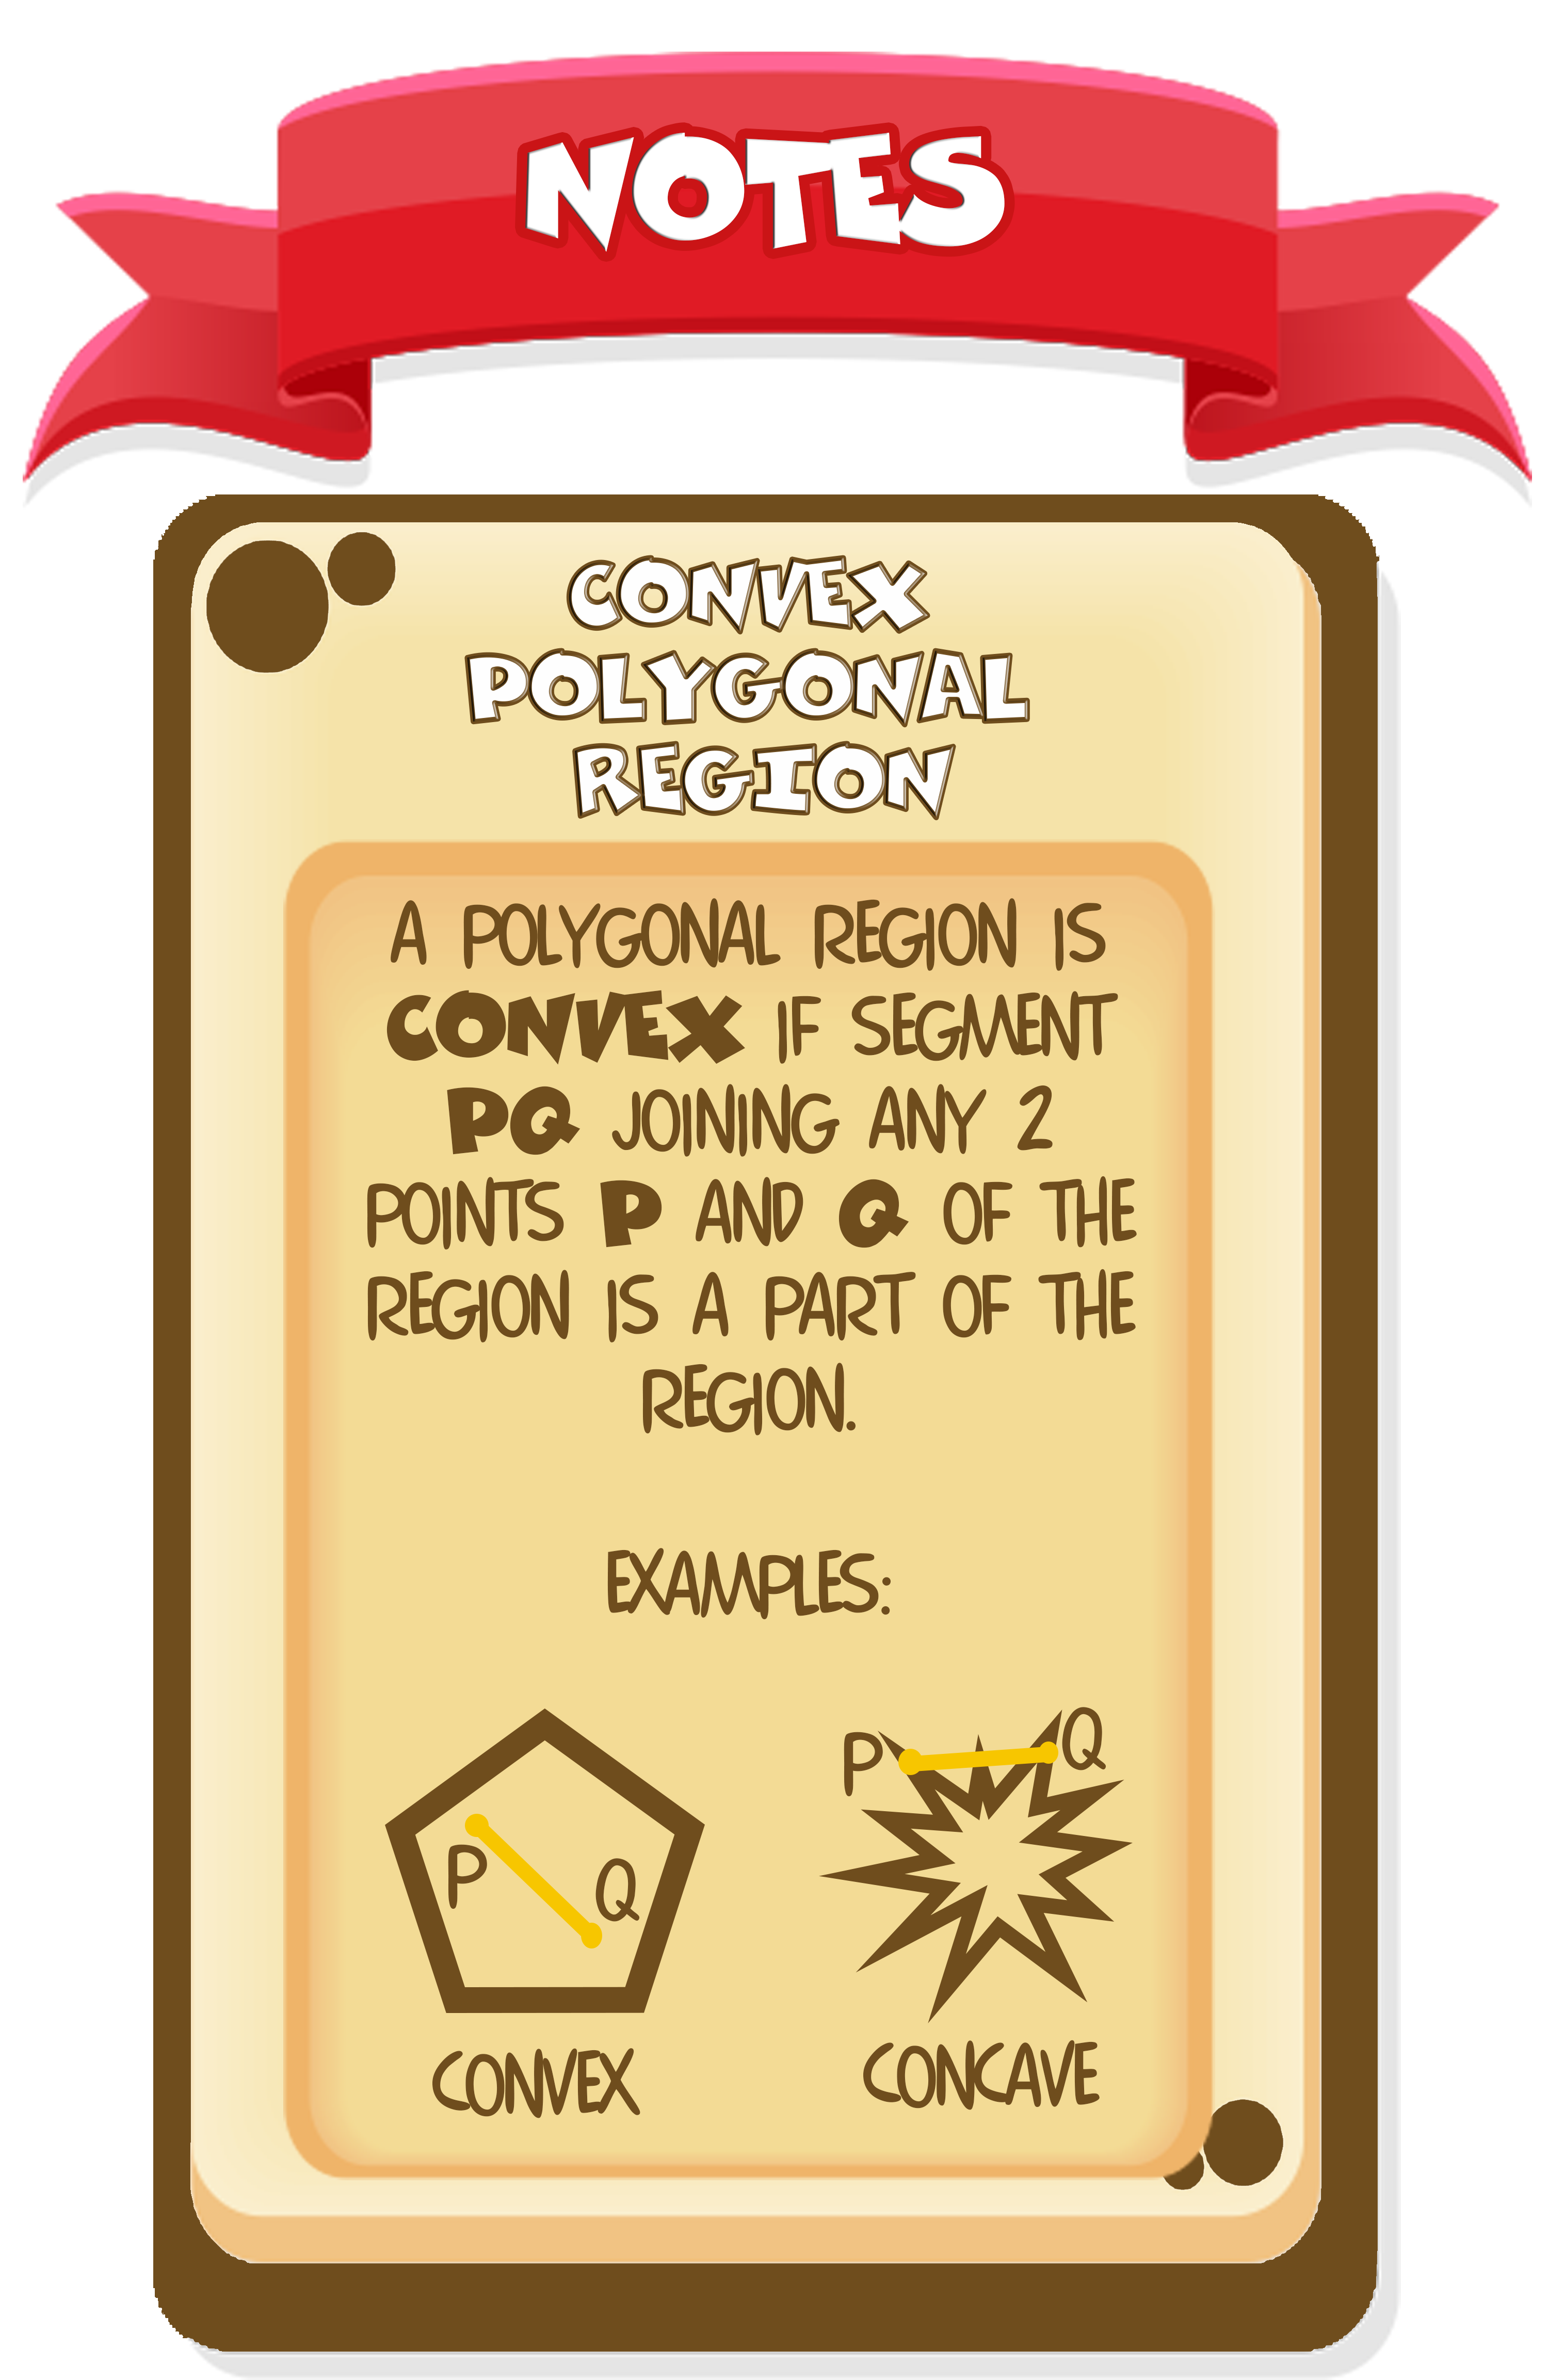 NOTES
CONVEX
POLYGONAL
REGION
A POLYGONAL REGION IS
CONVEX IF SEGMENT
PQ JOINING ANY 2
POINTS P AND Q OF THE
REGION IS A PART OF THE
REGION.
EXAMPLES:
P Q
P Q
CONVEX
CONCAVE